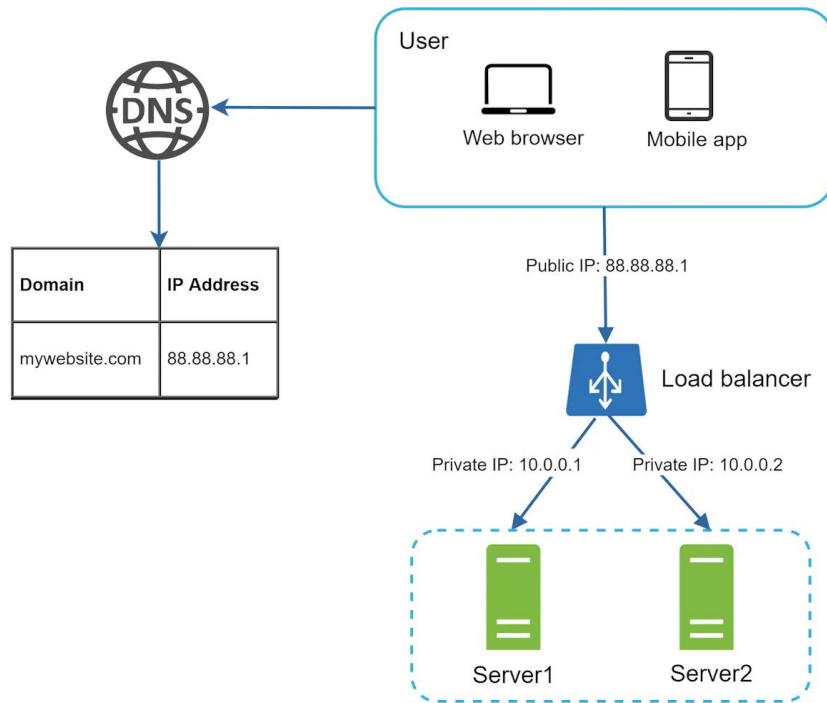 User
DNS
Web browser
Mobile app
Public IP: 88.88.88.1
Domain
IP Address
mywebsite.com
88.88.88.1
Load balancer
Private IP: 10.0.0.1
Private IP: 10.0.0.2
Server1
Server2